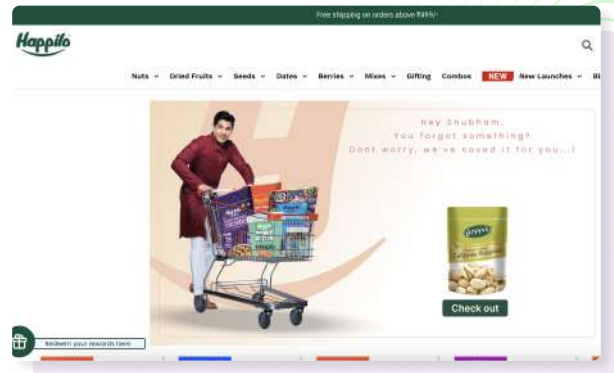 Free shipping on orders above ₹499/-
Happilo
Nuts
Dried Fruits
Seeds
Dates
Berries
Mixes
Gifting
Combos
NEW
New Launches
Hey Shubham,
You forgot something?
Dont worry, we've saved it for you...!
Check out
Redeem your rewards here